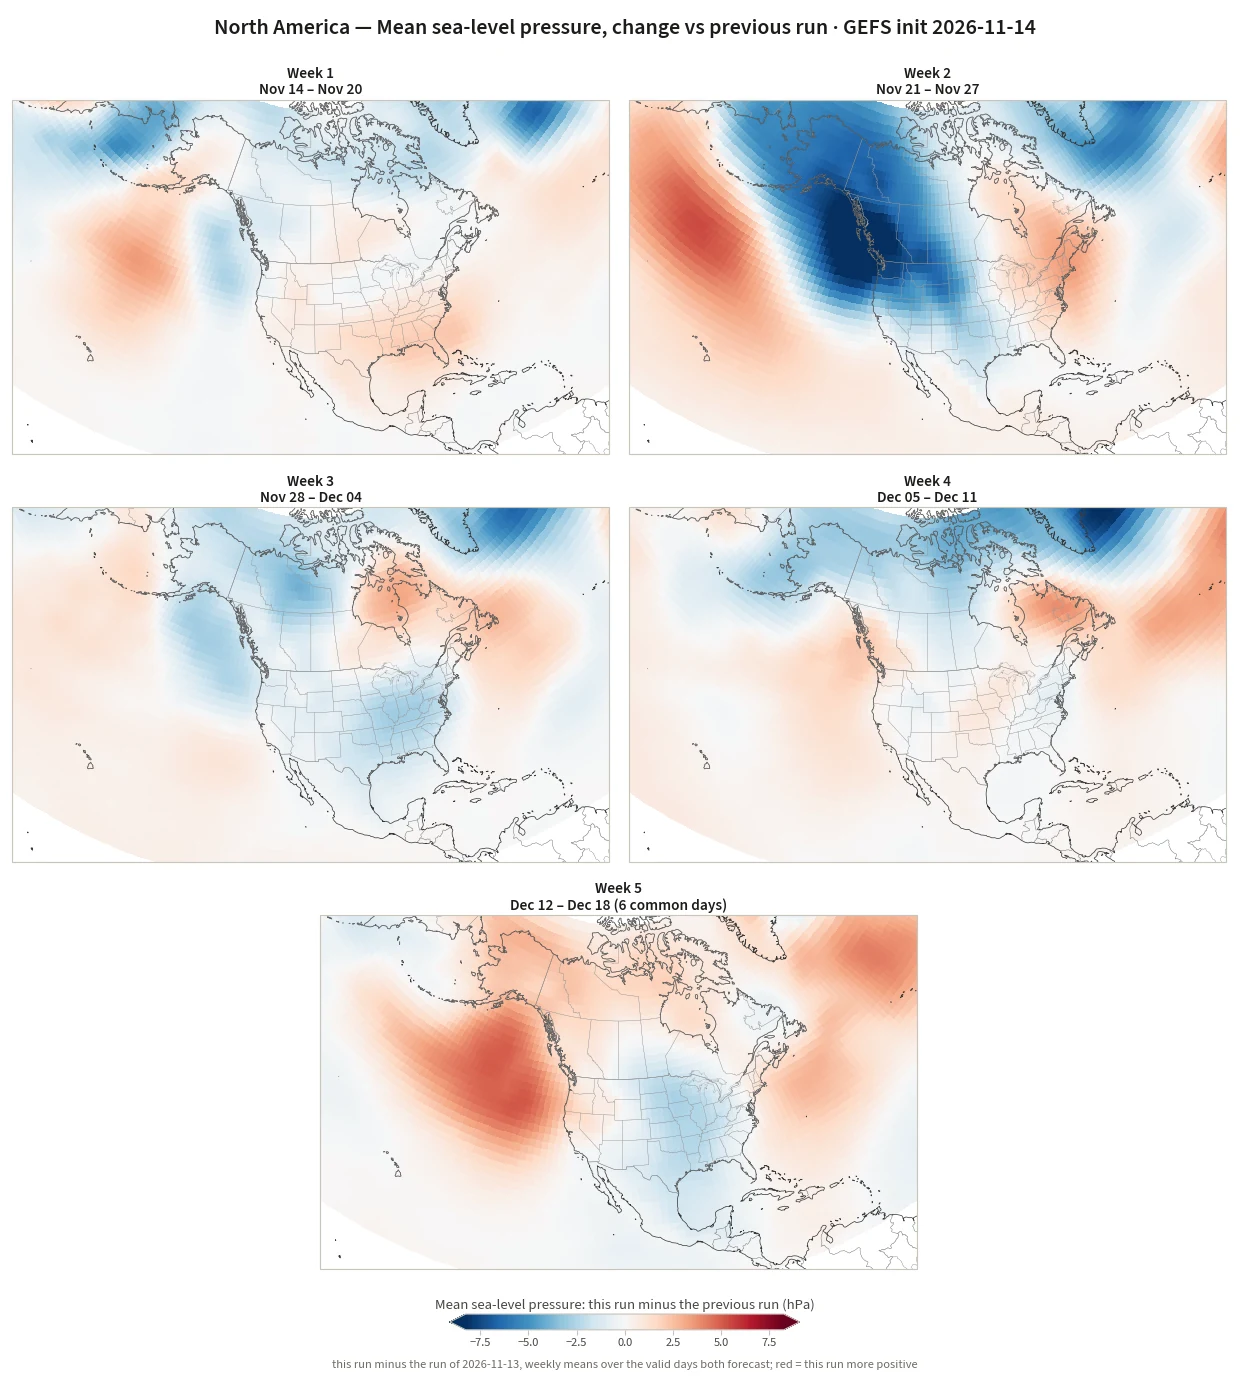 North America — Mean sea-level pressure, change vs previous run · GEFS init 2026-11-14
Week 1
Nov 14 – Nov 20
Week 2
Nov 21 – Nov 27
Week 3
Nov 28 – Dec 04
Week 4
Dec 05 – Dec 11
Week 5
Dec 12 – Dec 18 (6 common days)
Mean sea-level pressure: this run minus the previous run (hPa)
−7.5 −5.0 −2.5 0.0 2.5 5.0 7.5
this run minus the run of 2026-11-13, weekly means over the valid days both forecast; red = this run more positive